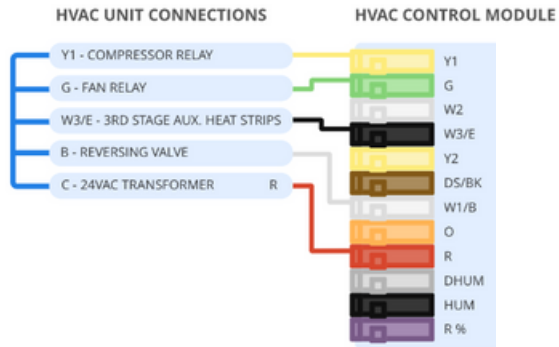 HVAC UNIT CONNECTIONS
HVAC CONTROL MODULE
Y1 - COMPRESSOR RELAY
G - FAN RELAY
W3/E - 3RD STAGE AUX. HEAT STRIPS
B - REVERSING VALVE
C - 24VAC TRANSFORMER R
Y1
G
W2
W3/E
Y2
DS/BK
W1/B
O
R
DHUM
HUM
R %